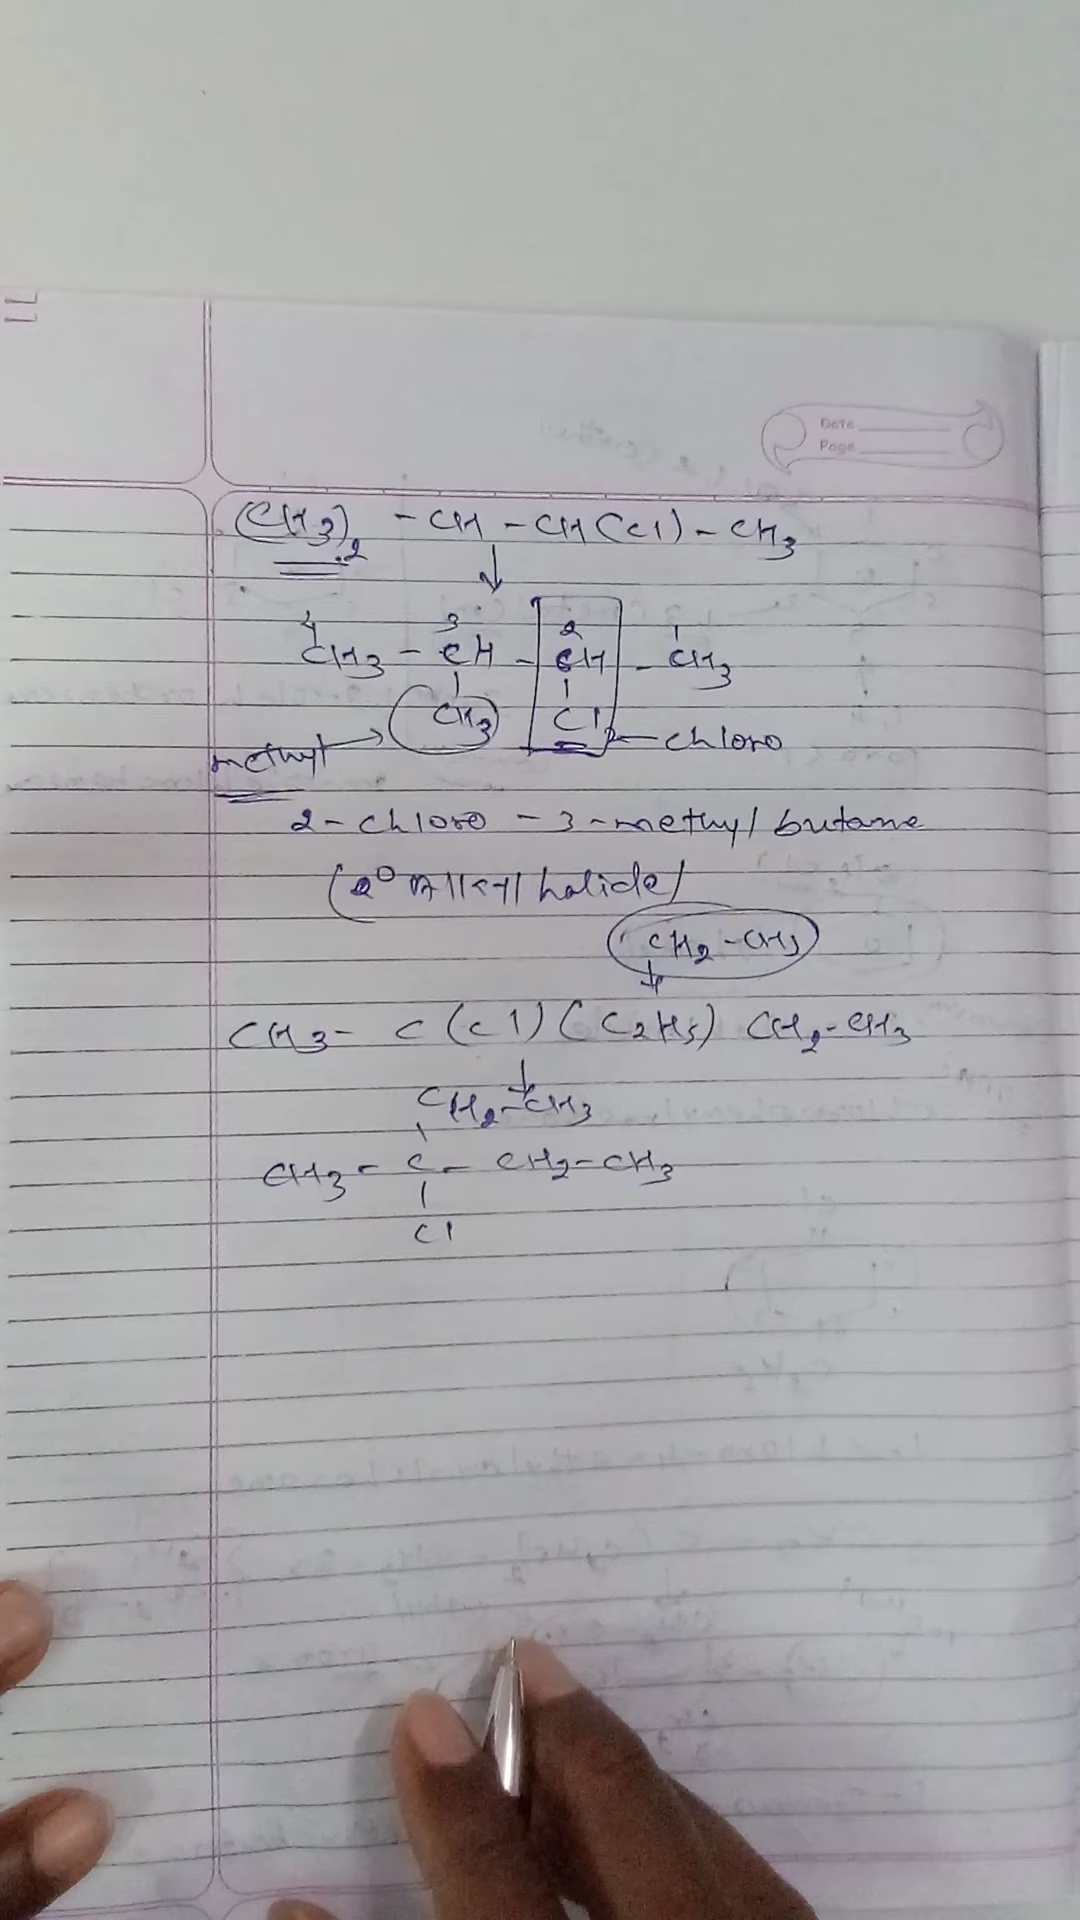 Date
Page
(CH3)2 - CH - CH (Cl) - CH3
↓
4 3 2 1
CH3 - CH - CH - CH3
CH3 Cl
methyl → chloro
2 - chloro - 3 - methyl butane
(2° Alkyl halide)
CH2 - CH3
CH3 - C (Cl) (C2H5) CH2 - CH3
CH2 - CH3
CH3 - C - CH2 - CH3
Cl